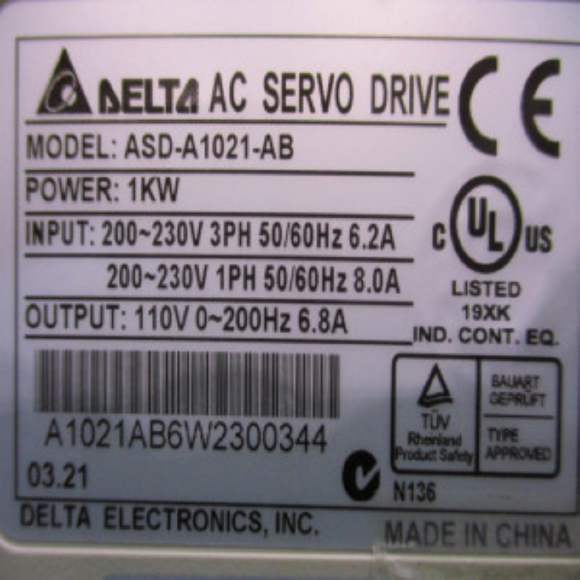 DELTA AC SERVO DRIVE
MODEL: ASD-A1021-AB
POWER: 1KW
INPUT: 200~230V 3PH 50/60Hz 6.2A
200~230V 1PH 50/60Hz 8.0A
OUTPUT: 110V 0~200Hz 6.8A
CE
C UL US
LISTED
19XK
IND. CONT. EQ.
A1021AB6W2300344
03.21
TÜV
Rheinland
Product Safety
BAUART
GEPRÜFT
TYPE
APPROVED
N136
DELTA ELECTRONICS, INC.
MADE IN CHINA